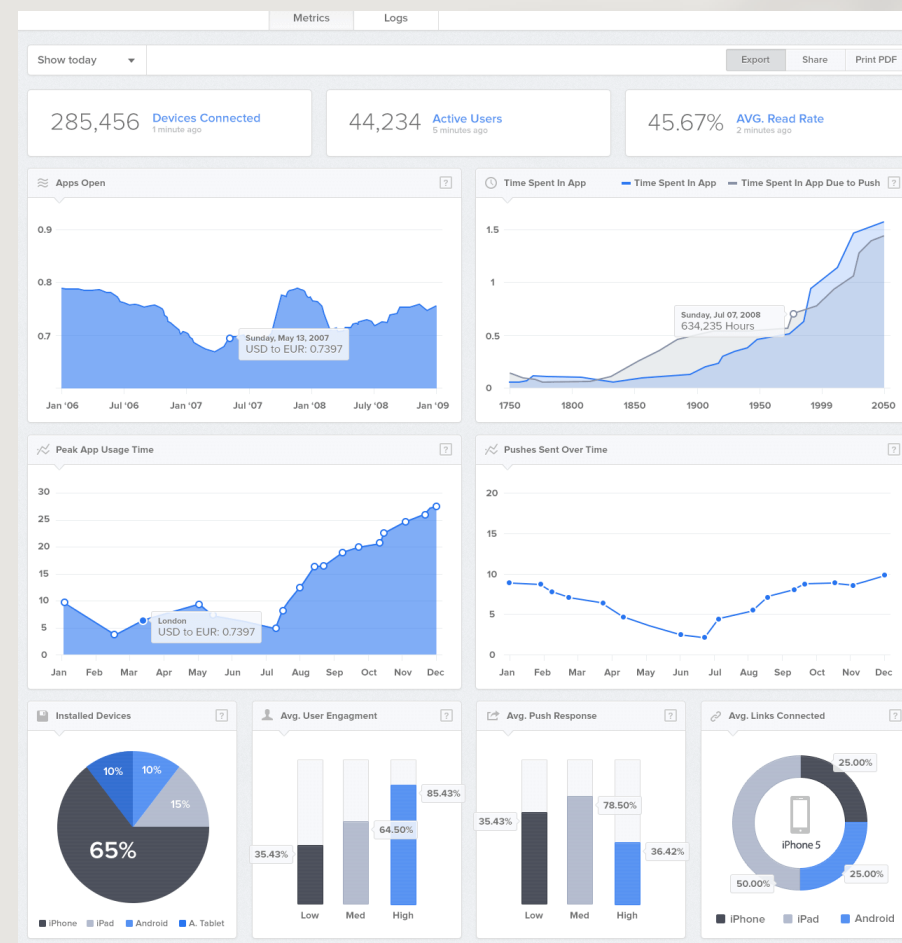 Metrics Logs
Show today Export Share Print PDF
285,456 Devices Connected
1 minute ago
44,234 Active Users
5 minutes ago
45.67% AVG. Read Rate
2 minutes ago
Apps Open ?
0.9
0.8
0.7
Sunday, May 13, 2007
USD to EUR: 0.7397
Jan '06 Jul '06 Jan '07 Jul '07 Jan '08 July '08 Jan '09
Time Spent In App Time Spent In App Time Spent In App Due to Push ?
1.5
1
0.5
0
Sunday, Jul 07, 2008
634,235 Hours
1750 1800 1850 1900 1950 1999 2050
Peak App Usage Time ?
30
25
20
15
10
5
0
London
USD to EUR: 0.7397
Jan Feb Mar Apr May Jun Jul Aug Sep Oct Nov Dec
Pushes Sent Over Time ?
20
15
10
5
0
Jan Feb Mar Apr May Jun Jul Aug Sep Oct Nov Dec
Installed Devices ?
10% 10%
15%
65%
iPhone iPad Android A. Tablet
Avg. User Engagment ?
85.43%
64.50%
35.43%
Low Med High
Avg. Push Response ?
78.50%
35.43%
36.42%
Low Med High
Avg. Links Connected ?
25.00%
iPhone 5
25.00%
50.00%
iPhone iPad Android